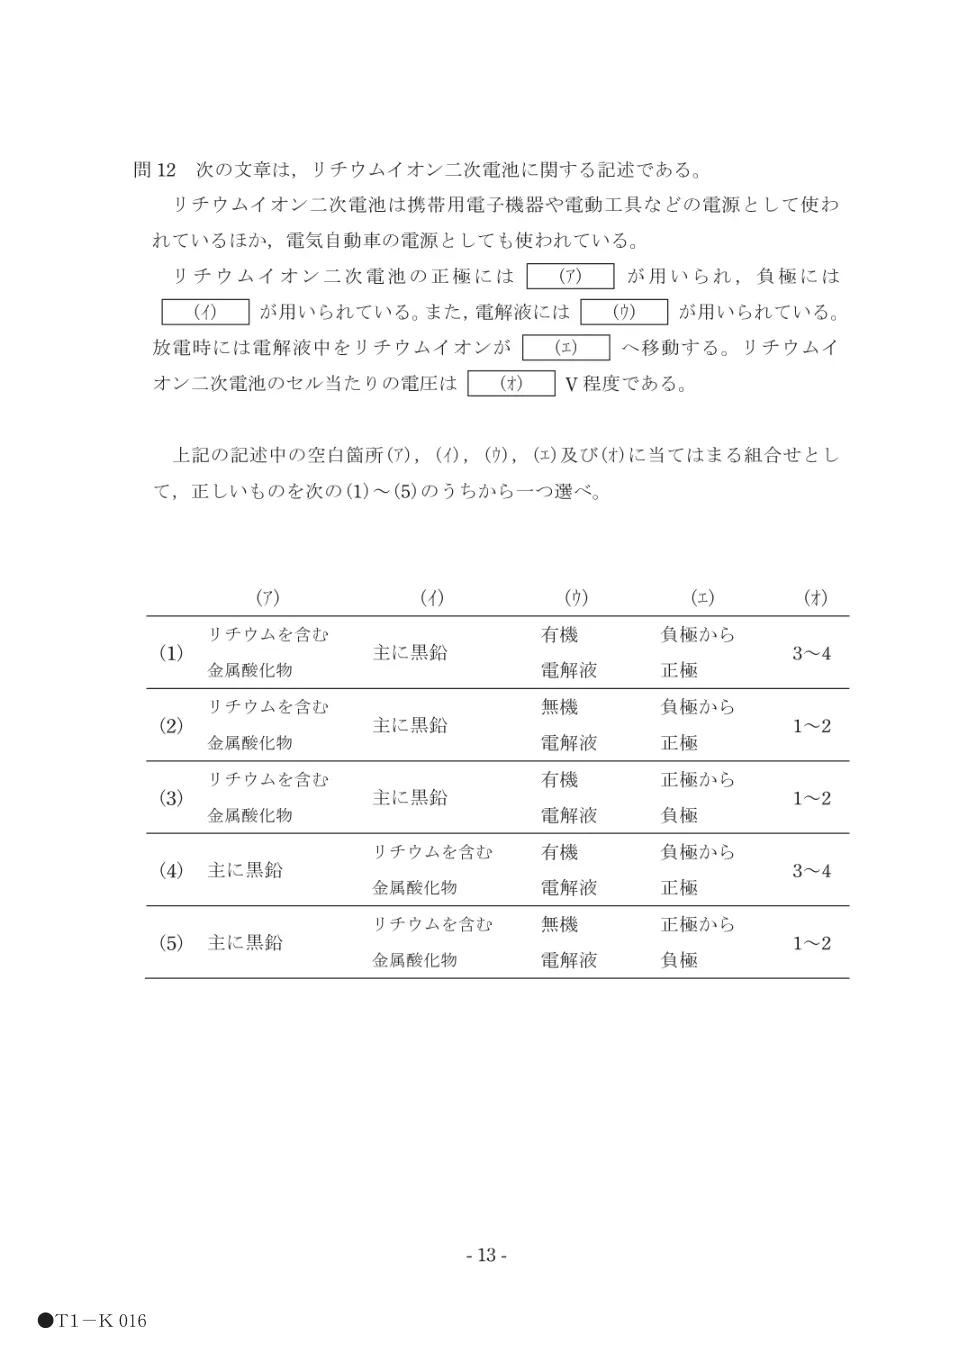 問12 次の文章は，リチウムイオン二次電池に関する記述である。
リチウムイオン二次電池は携帯用電子機器や電動工具などの電源として使わ
れているほか，電気自動車の電源としても使われている。
リチウムイオン二次電池の正極には (ア) が用いられ，負極には
(イ) が用いられている。また，電解液には (ウ) が用いられている。
放電時には電解液中をリチウムイオンが (エ) へ移動する。リチウムイ
オン二次電池のセル当たりの電圧は (オ) V程度である。
上記の記述中の空白箇所(ア)，(イ)，(ウ)，(エ)及び(オ)に当てはまる組合せとし
て，正しいものを次の(1)～(5)のうちから一つ選べ。
(ア) (イ) (ウ) (エ) (オ)
リチウムを含む 有機 負極から
(1) 主に黒鉛 3～4
金属酸化物 電解液 正極
リチウムを含む 無機 負極から
(2) 主に黒鉛 1～2
金属酸化物 電解液 正極
リチウムを含む 有機 正極から
(3) 主に黒鉛 1～2
金属酸化物 電解液 負極
リチウムを含む 有機 負極から
(4) 主に黒鉛 3～4
金属酸化物 電解液 正極
リチウムを含む 無機 正極から
(5) 主に黒鉛 1～2
金属酸化物 電解液 負極
- 13 -
●T1－K 016